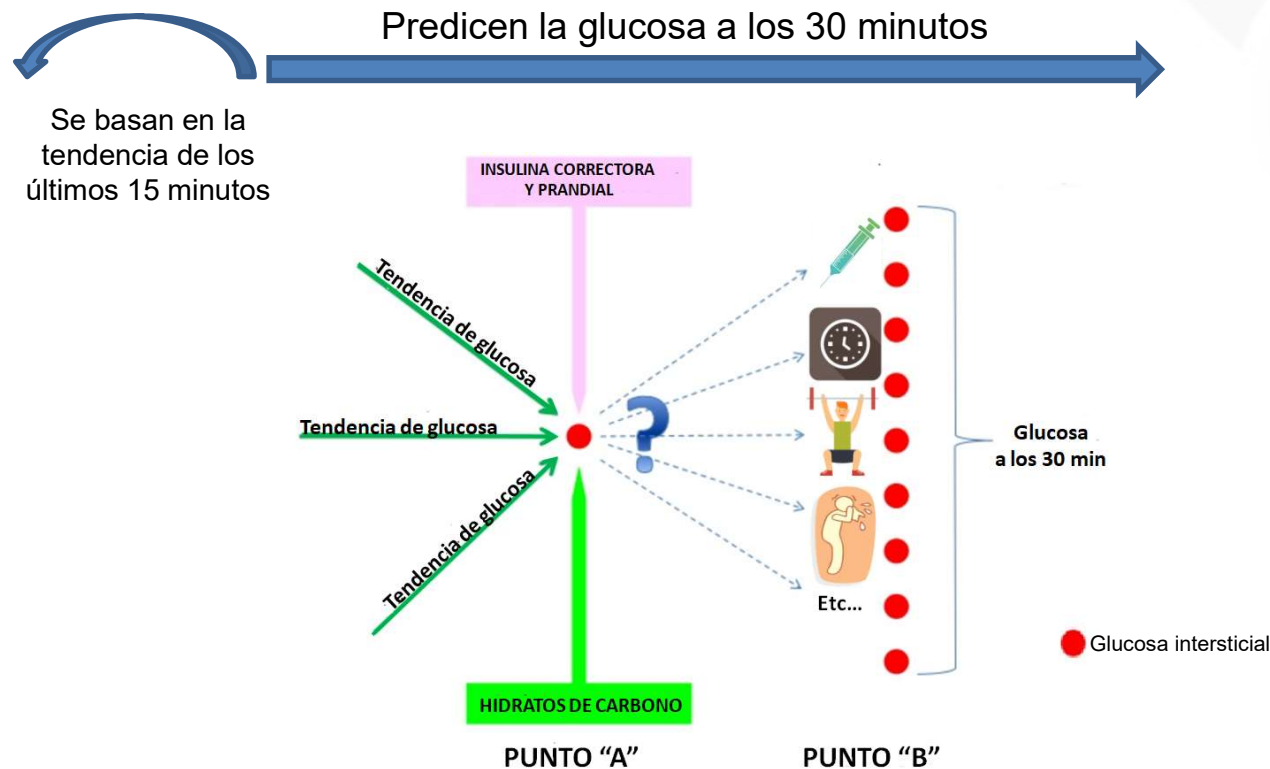 Predicen la glucosa a los 30 minutos
Se basan en la
tendencia de los
últimos 15 minutos
INSULINA CORRECTORA
Y PRANDIAL
Tendencia de glucosa
Tendencia de glucosa
Tendencia de glucosa
?
Glucosa
a los 30 min
Etc...
Glucosa intersticial
HIDRATOS DE CARBONO
PUNTO “A”
PUNTO “B”